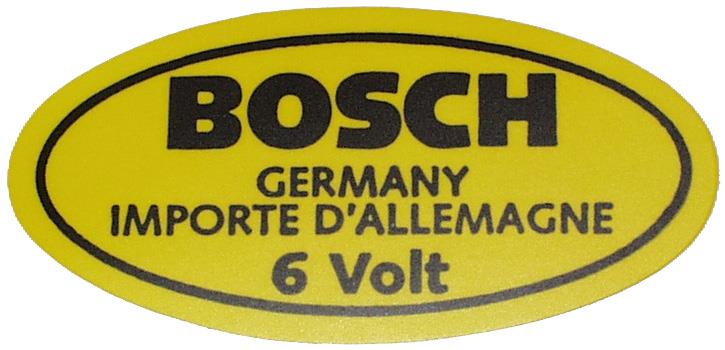 BOSCH
GERMANY
IMPORTE D'ALLEMAGNE
6 Volt